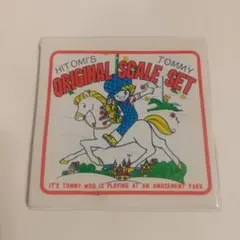 HITOMI'S TOMMY
ORIGINAL SCALE SET
IT'S TOMMY WHO IS PLAYING AT AN AMUSEMENT PARK